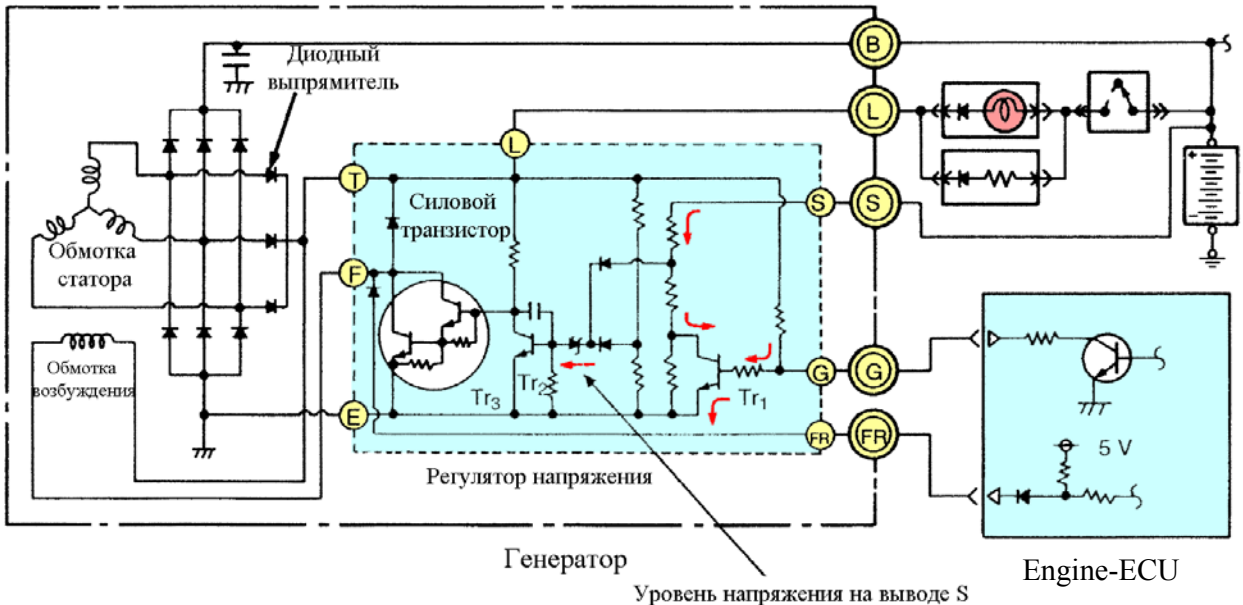 B
Диодный
выпрямитель
L
L
T
S
S
Силовой
транзистор
Обмотка
статора
F
+
Обмотка
возбуждения
G
G
Tr2
Tr3
Tr1
E
FR
FR
5 V
Регулятор напряжения
Генератор
Engine-ECU
Уровень напряжения на выводе S